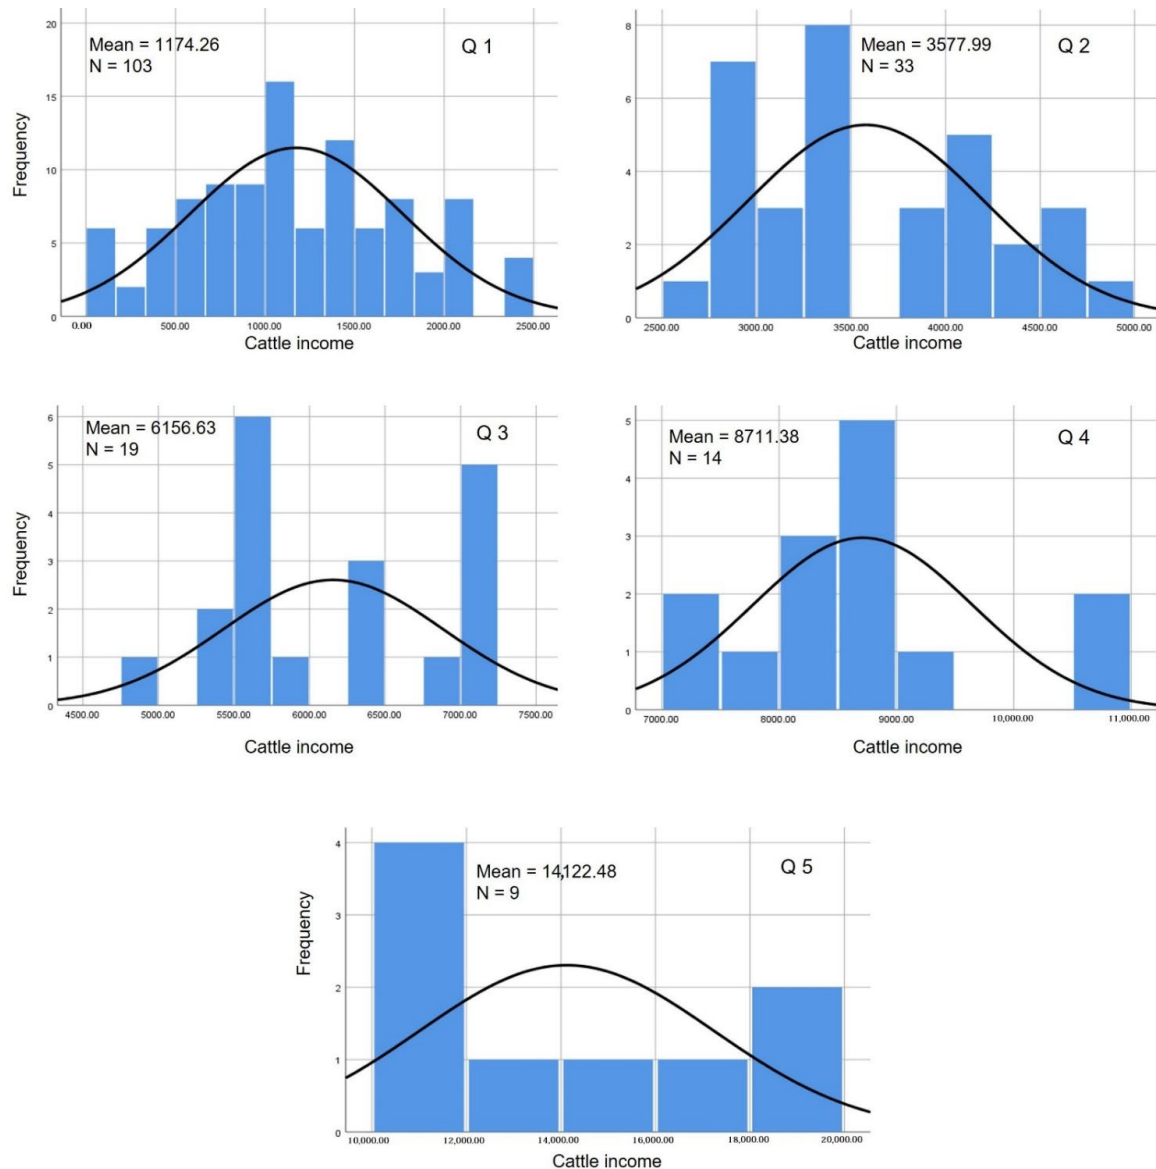 Mean = 1174.26
N = 103
Q 1
20
15
10
5
0
Frequency
0.00 500.00 1000.00 1500.00 2000.00 2500.00
Cattle income
Mean = 3577.99
N = 33
Q 2
8
6
4
2
0
2500.00 3000.00 3500.00 4000.00 4500.00 5000.00
Cattle income
Mean = 6156.63
N = 19
Q 3
6
5
4
3
2
1
0
Frequency
4500.00 5000.00 5500.00 6000.00 6500.00 7000.00 7500.00
Cattle income
Mean = 8711.38
N = 14
Q 4
5
4
3
2
1
0
7000.00 8000.00 9000.00 10,000.00 11,000.00
Cattle income
Mean = 14,122.48
N = 9
Q 5
4
3
2
1
0
Frequency
10,000.00 12,000.00 14,000.00 16,000.00 18,000.00 20,000.00
Cattle income